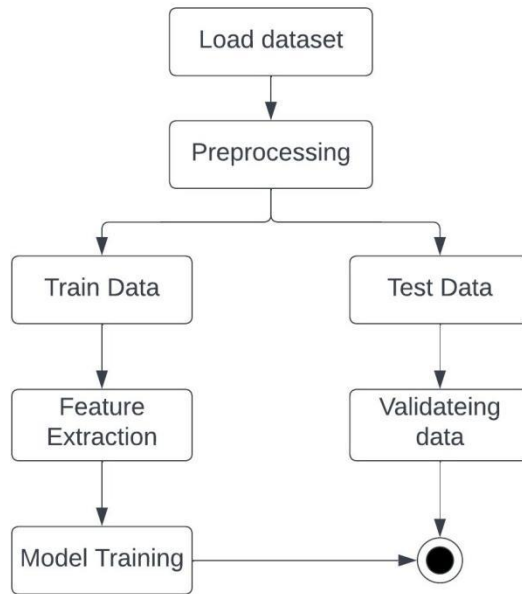 Load dataset
Preprocessing
Train Data
Test Data
Feature
Extraction
Validateing
data
Model Training